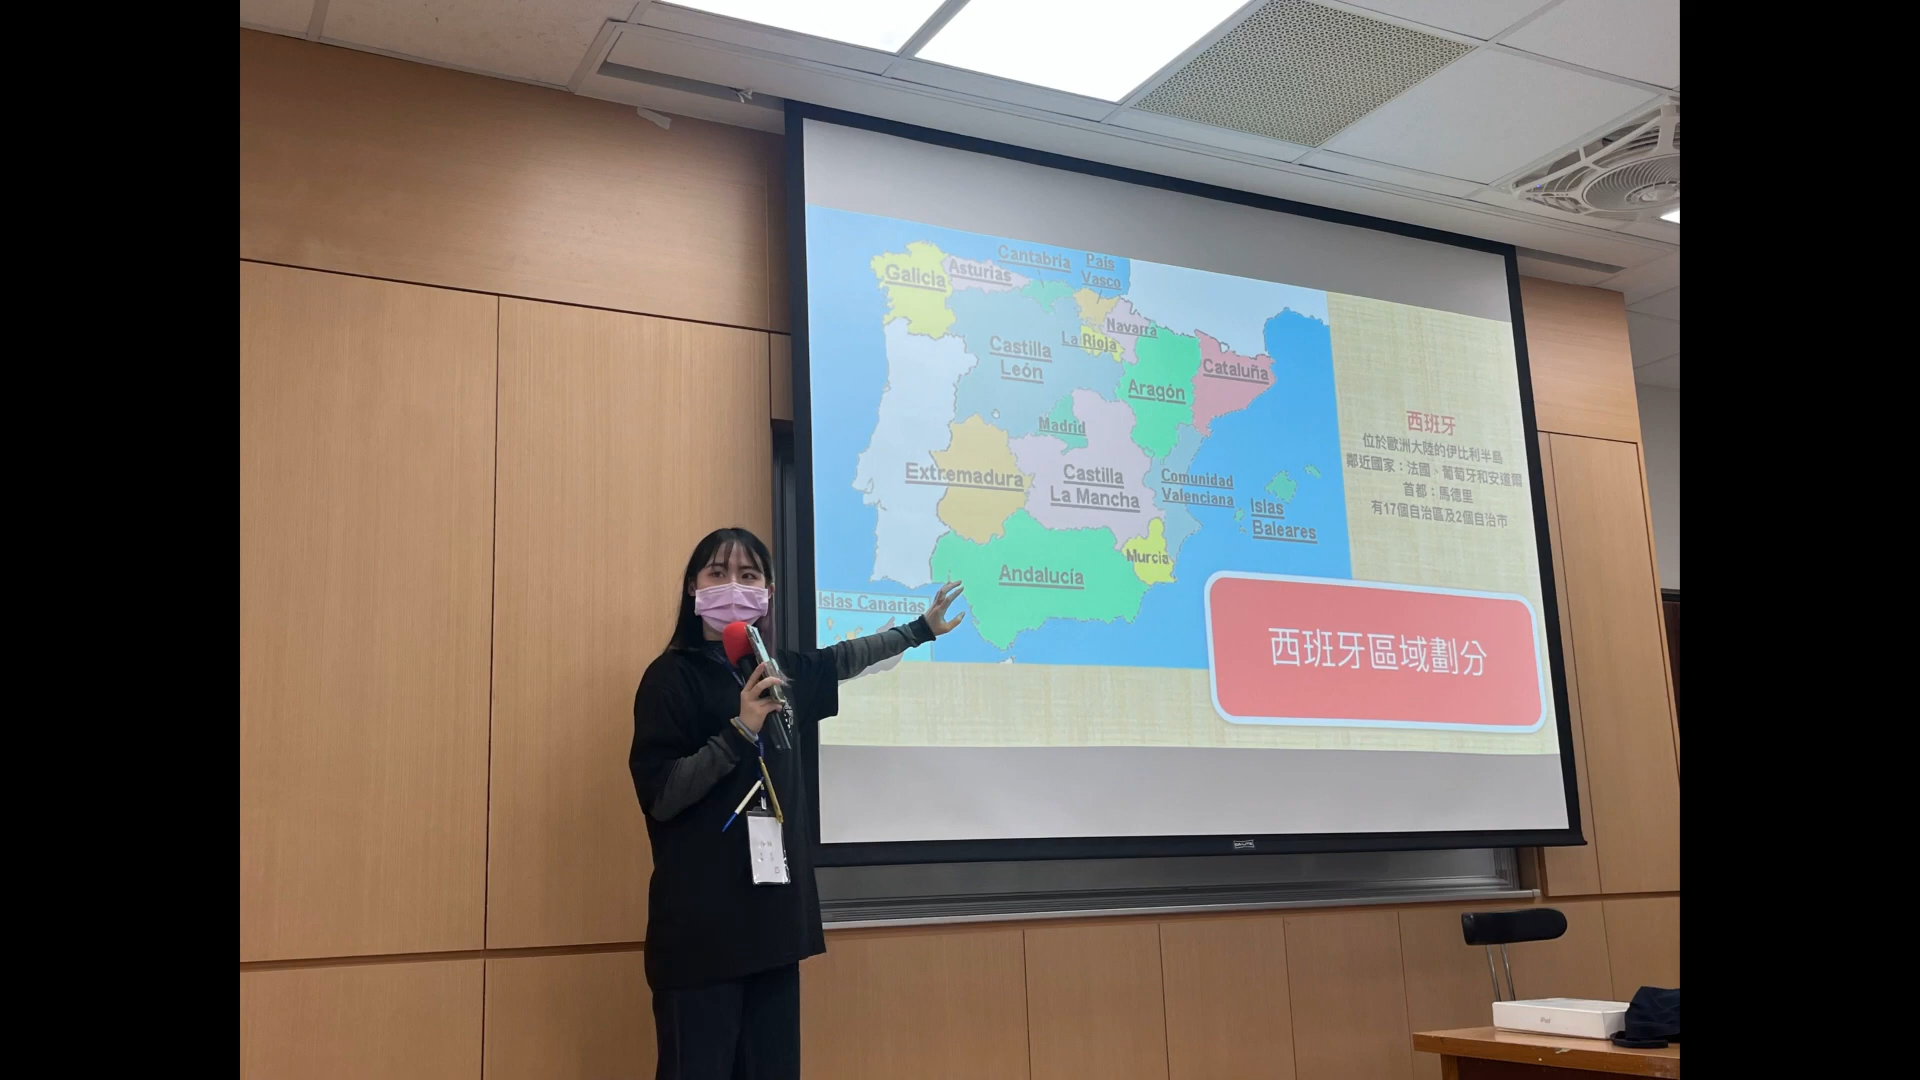 Cantabria
País
Vasco
Galicia
Asturias
Navarra
La Rioja
Castilla
León
Cataluña
Aragón
Madrid
Extremadura
Castilla
La Mancha
Comunidad
Valenciana
Islas
Baleares
Murcia
Andalucía
Islas Canarias
西班牙
位於歐洲大陸的伊比利半島
鄰近國家：法國、葡萄牙和安道爾
首都：馬德里
有17個自治區及2個自治市
西班牙區域劃分
DA-LITE
iPad